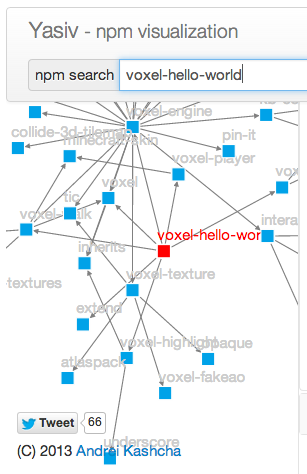 Yasiv - npm visualization
npm search voxel-hello-world
voxel-engine
collide-3d-tilemap
minecraft-skin
pin-it
voxel-player
voxel
tic
voxel-walk
voxel-hello-wor
intera
inherits
textures
voxel-texture
extend
voxel-highlight
opaque
atlaspack
voxel-fakeao
Tweet 66
underscore
(C) 2013 Andrei Kashcha